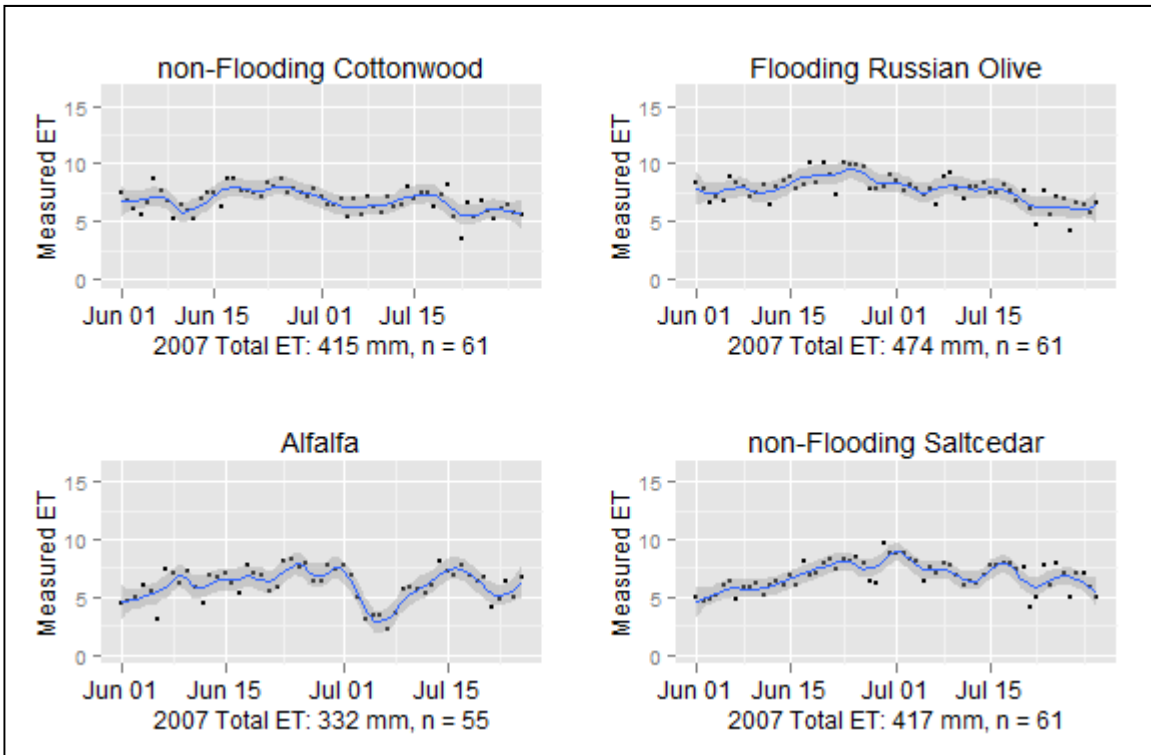 non-Flooding Cottonwood
Measured ET
15
10
5
0
Jun 01 Jun 15 Jul 01 Jul 15
2007 Total ET: 415 mm, n = 61
Flooding Russian Olive
Measured ET
15
10
5
0
Jun 01 Jun 15 Jul 01 Jul 15
2007 Total ET: 474 mm, n = 61
Alfalfa
Measured ET
15
10
5
0
Jun 01 Jun 15 Jul 01 Jul 15
2007 Total ET: 332 mm, n = 55
non-Flooding Saltcedar
Measured ET
15
10
5
0
Jun 01 Jun 15 Jul 01 Jul 15
2007 Total ET: 417 mm, n = 61